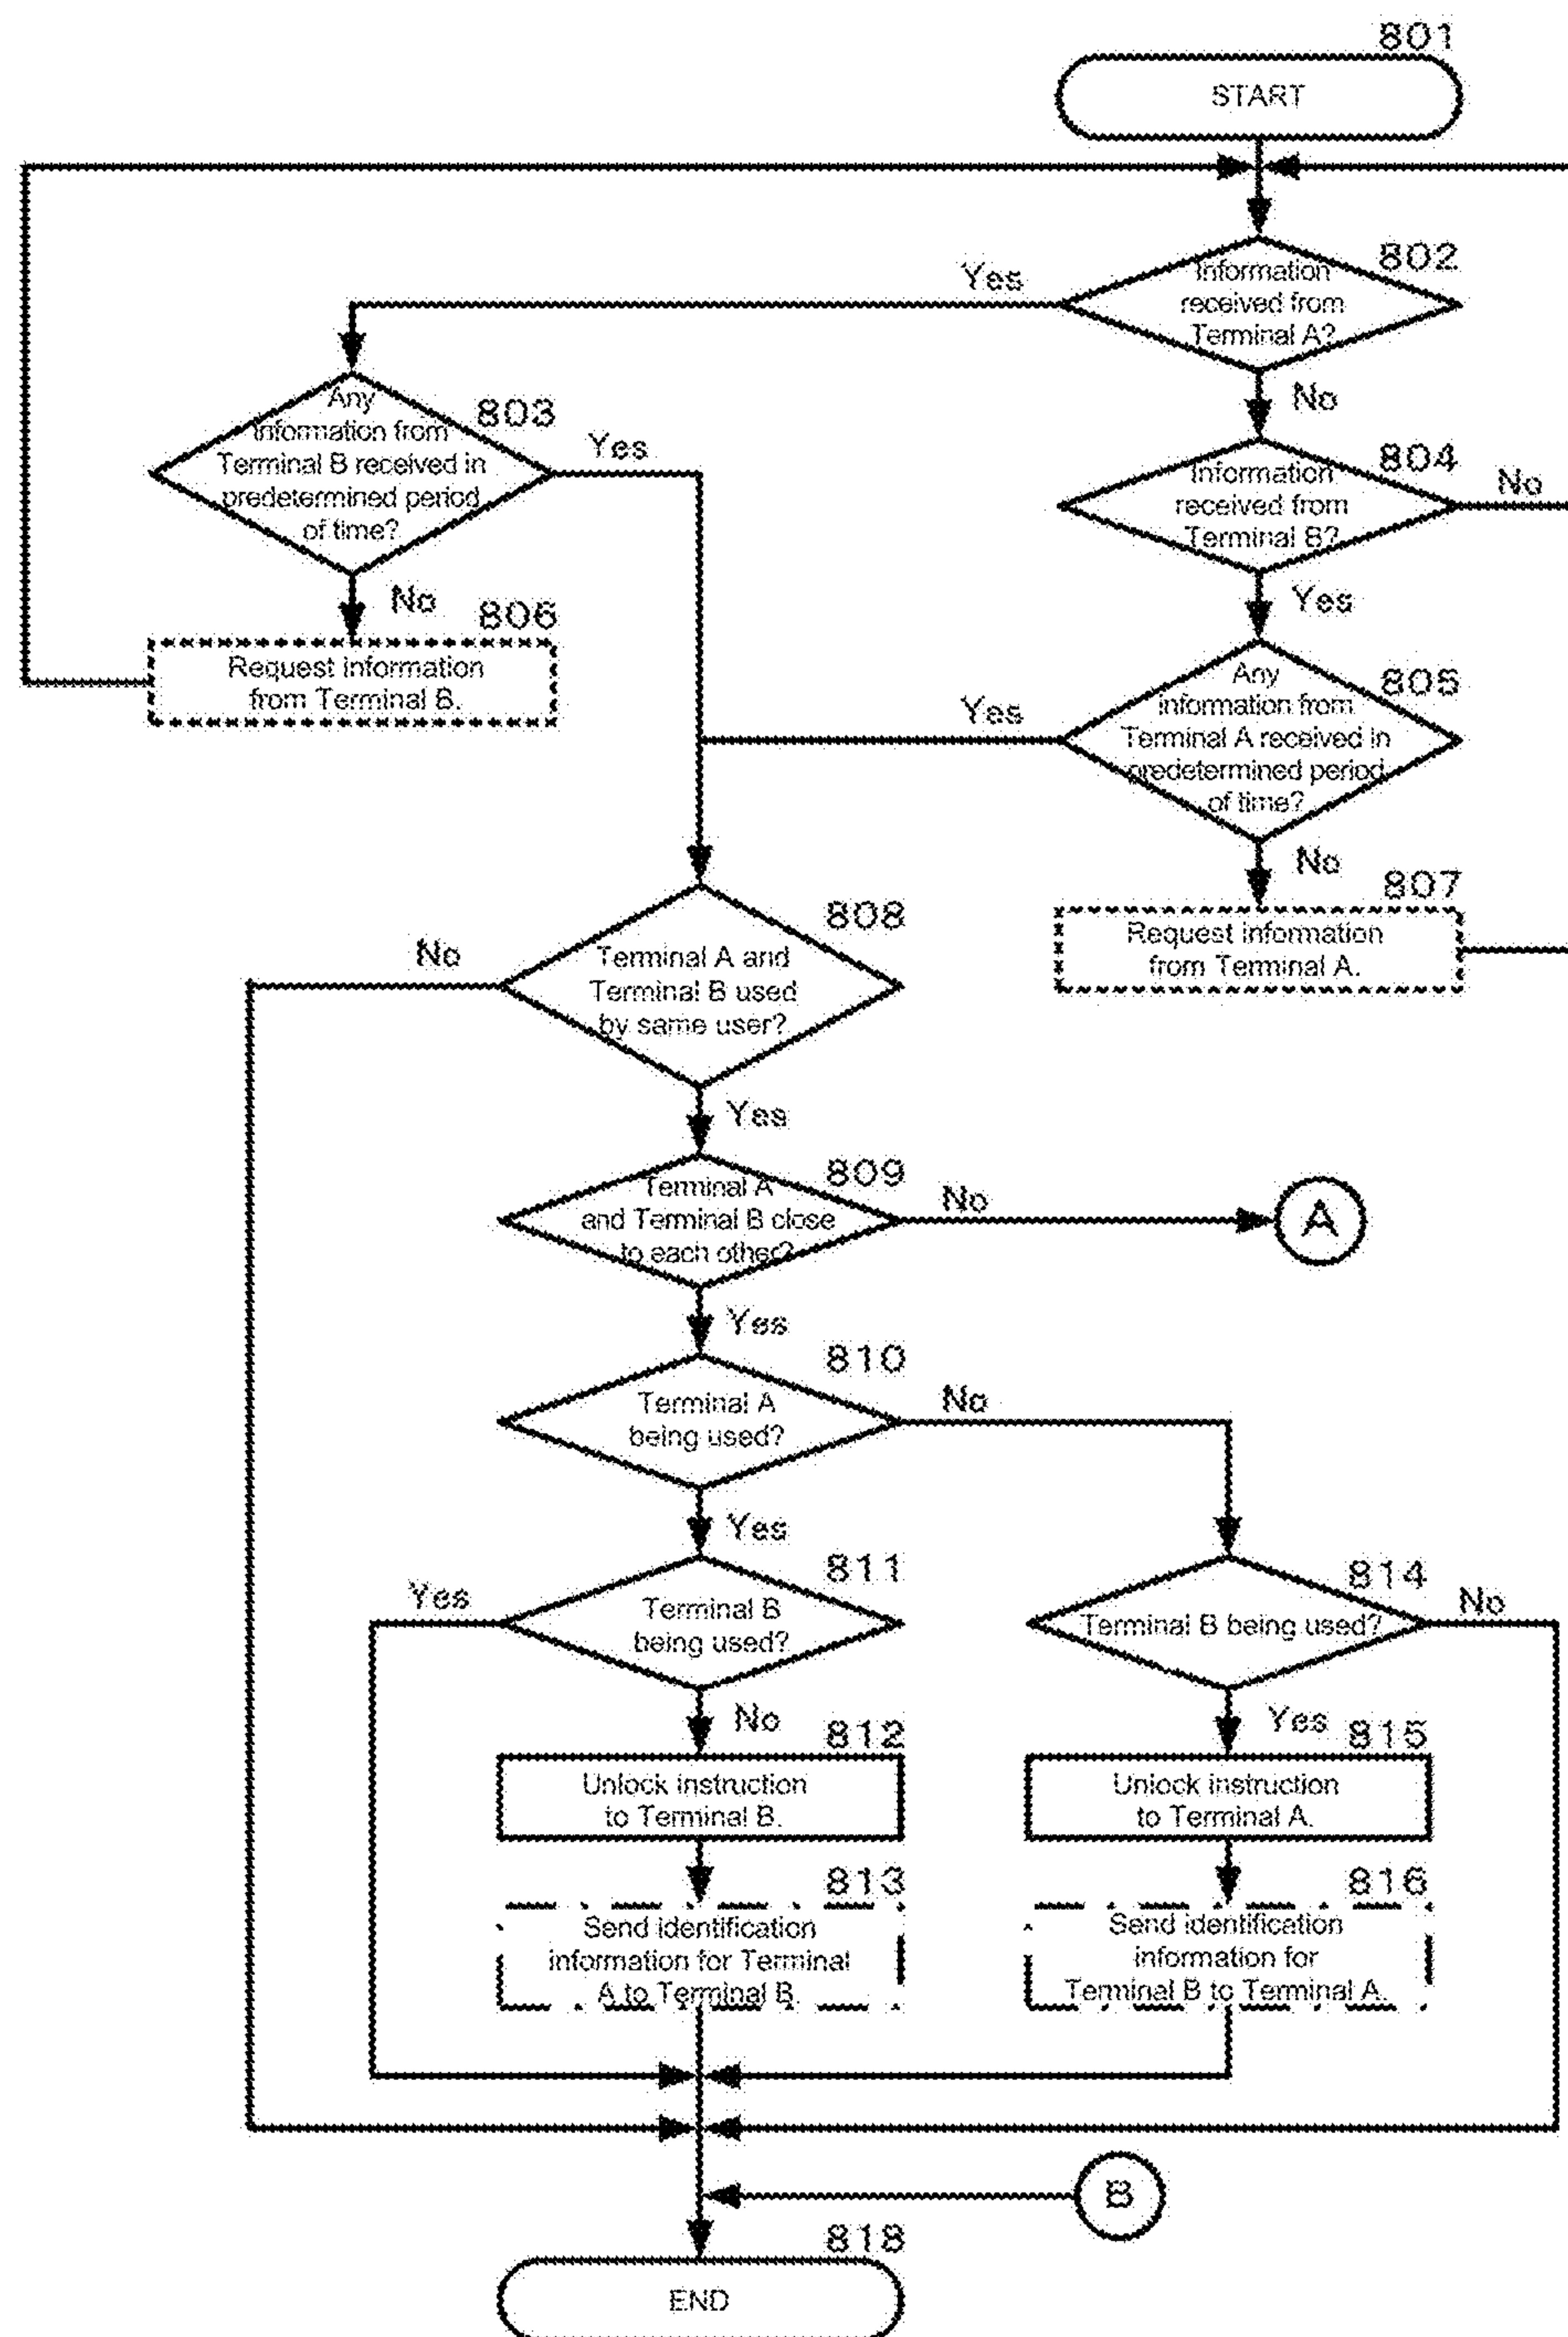 801
START
802
Information
received from
Terminal A?
Yes
No
803
Any
information from
Terminal B received in
predetermined period
of time?
Yes
No
804
Information
received from
Terminal B?
No
Yes
806
Request information
from Terminal B.
805
Any
information from
Terminal A received in
predetermined period
of time?
Yes
No
807
Request information
from Terminal A.
808
Terminal A and
Terminal B used
by same user?
No
Yes
809
Terminal A
and Terminal B close
to each other?
No
A
Yes
810
Terminal A
being used?
No
Yes
811
Terminal B
being used?
Yes
No
814
Terminal B being used?
No
Yes
812
Unlock instruction
to Terminal B.
815
Unlock instruction
to Terminal A.
813
Send identification
information for Terminal
A to Terminal B.
816
Send identification
information for
Terminal B to Terminal A.
B
818
END